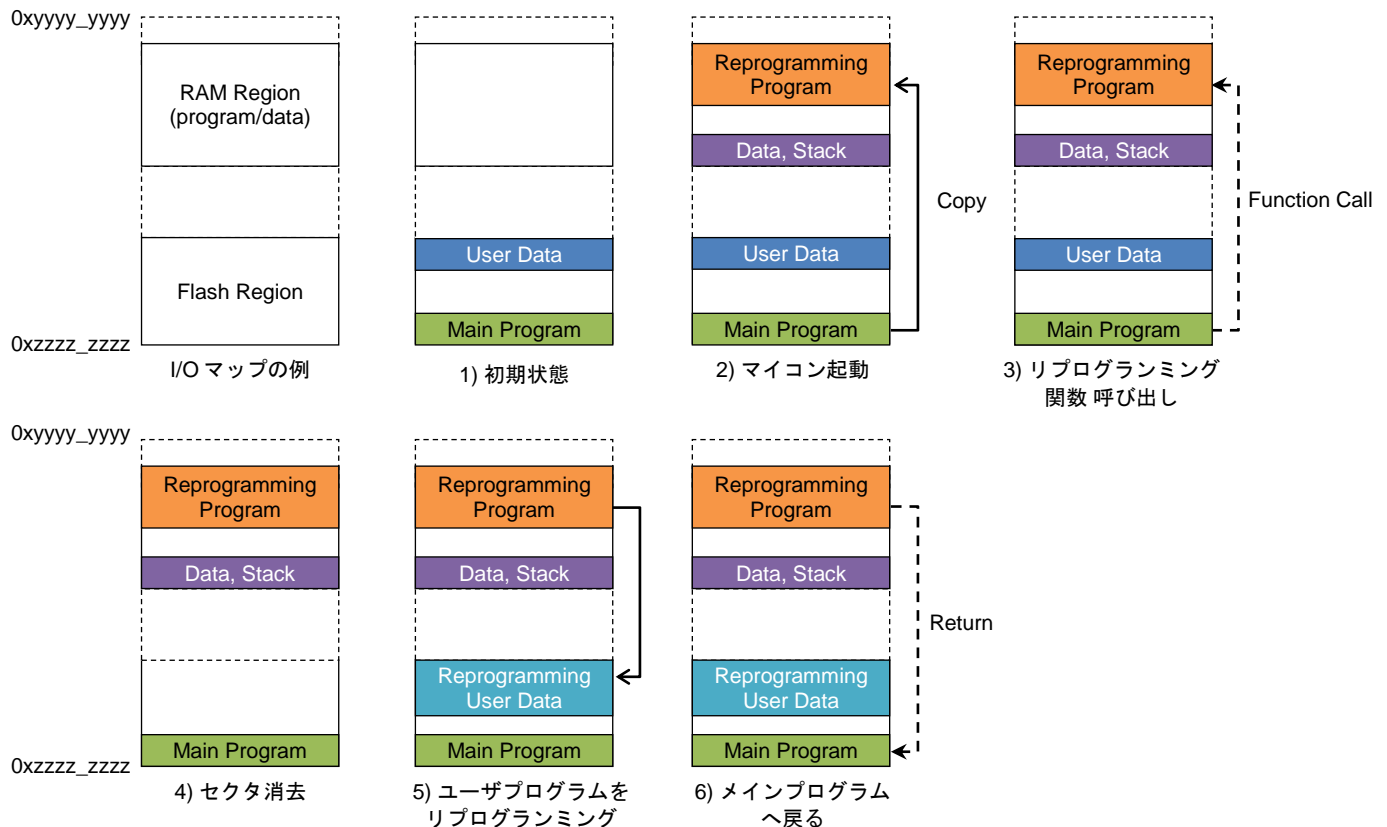 0xyyyy_yyyy
RAM Region
(program/data)
Flash Region
0xzzzz_zzzz
I/O マップの例
User Data
Main Program
1) 初期状態
Reprogramming
Program
Data, Stack
User Data
Main Program
Copy
2) マイコン起動
Reprogramming
Program
Data, Stack
User Data
Main Program
Function Call
3) リプログランミング
関数 呼び出し
0xyyyy_yyyy
Reprogramming
Program
Data, Stack
Main Program
0xzzzz_zzzz
4) セクタ消去
Reprogramming
Program
Data, Stack
Reprogramming
User Data
Main Program
5) ユーザプログラムを
リプログランミング
Reprogramming
Program
Data, Stack
Reprogramming
User Data
Main Program
Return
6) メインプログラム
へ戻る